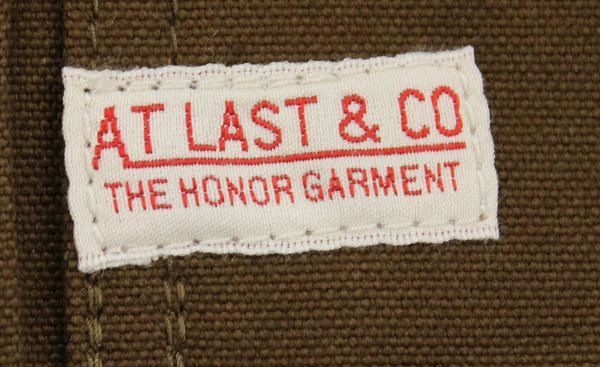 AT LAST & CO
THE HONOR GARMENT